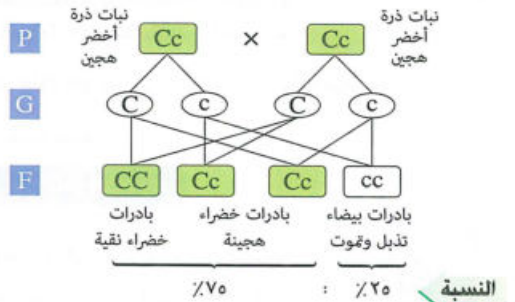 نبات ذرة أخضر هجين
P
Cc
×
Cc
نبات ذرة أخضر هجين
G
C
c
C
c
F
CC
Cc
Cc
cc
بادرات خضراء نقية
بادرات خضراء هجينة
بادرات بيضاء تذبل وتموت
٪٧٥ : ٪٢٥
النسبة